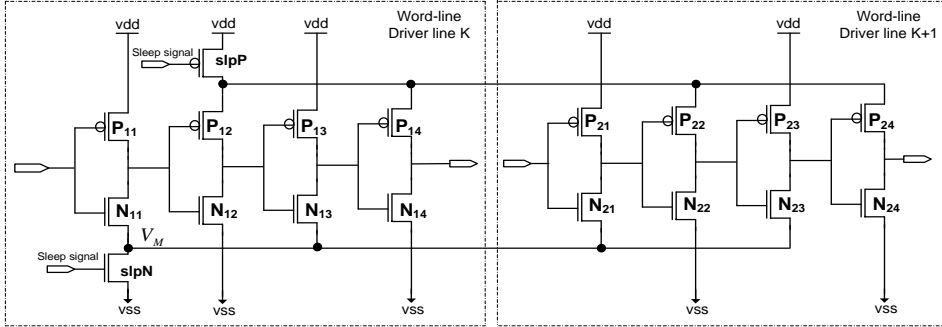 Word-line
Driver line K
Word-line
Driver line K+1
vdd
vdd
vdd
vdd
vdd
Sleep signal
slpP
P11
P12
P13
P14
P21
P22
P23
P24
N11
N12
N13
N14
N21
N22
N23
N24
VM
Sleep signal
slpN
vss
vss
vss
vss
vss